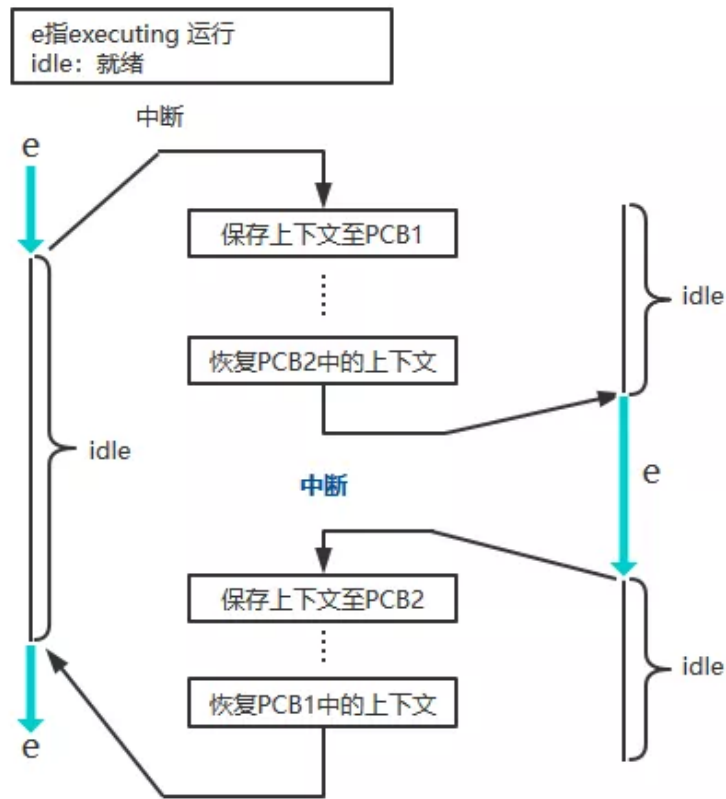 e指executing 运行
idle：就绪
中断
e
保存上下文至PCB1
idle
恢复PCB2中的上下文
idle
e
中断
保存上下文至PCB2
idle
恢复PCB1中的上下文
e